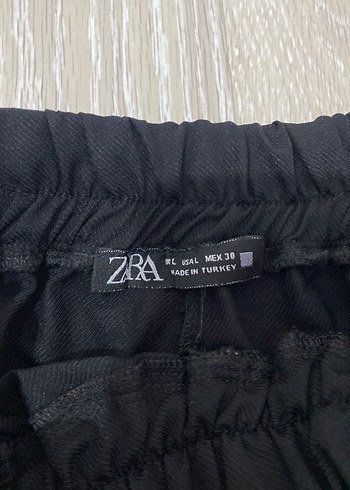 ZARA
EUR L USA L MEX 30
MADE IN TURKEY